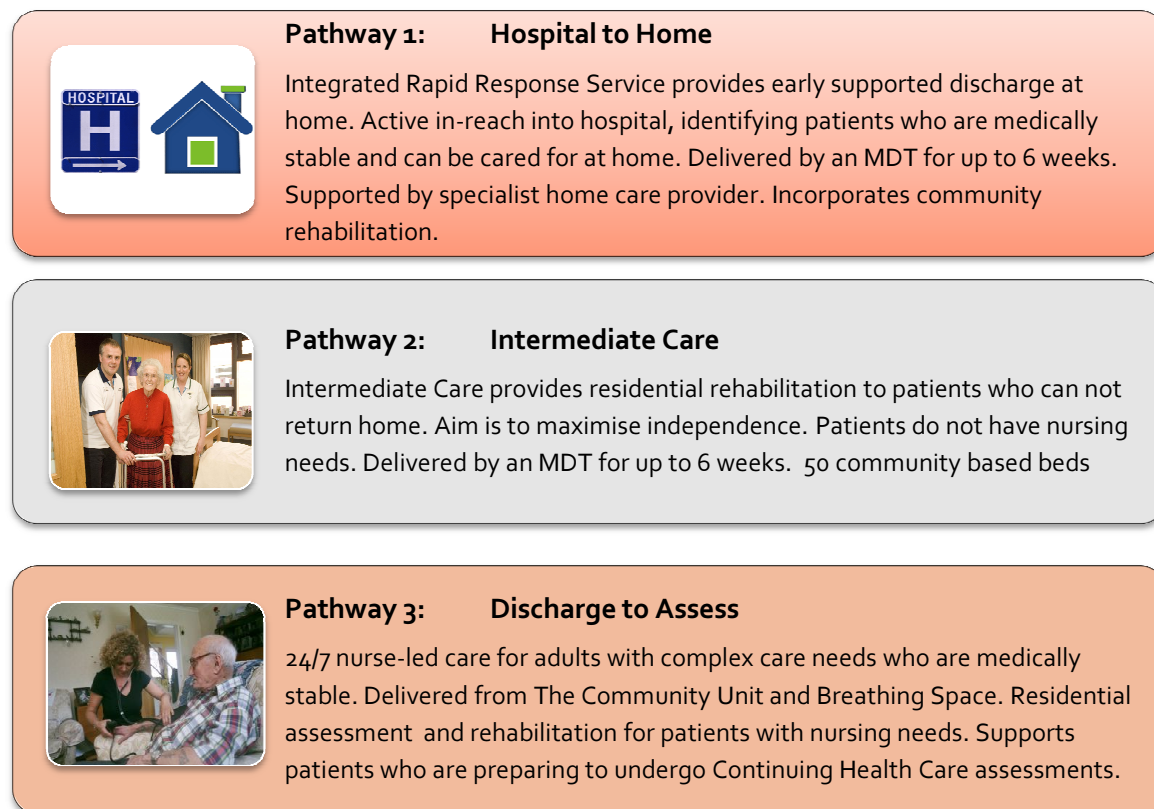 Pathway 1: Hospital to Home
HOSPITAL
H
Integrated Rapid Response Service provides early supported discharge at
home. Active in-reach into hospital, identifying patients who are medically
stable and can be cared for at home. Delivered by an MDT for up to 6 weeks.
Supported by specialist home care provider. Incorporates community
rehabilitation.
Pathway 2: Intermediate Care
Intermediate Care provides residential rehabilitation to patients who can not
return home. Aim is to maximise independence. Patients do not have nursing
needs. Delivered by an MDT for up to 6 weeks. 50 community based beds
Pathway 3: Discharge to Assess
24/7 nurse-led care for adults with complex care needs who are medically
stable. Delivered from The Community Unit and Breathing Space. Residential
assessment and rehabilitation for patients with nursing needs. Supports
patients who are preparing to undergo Continuing Health Care assessments.